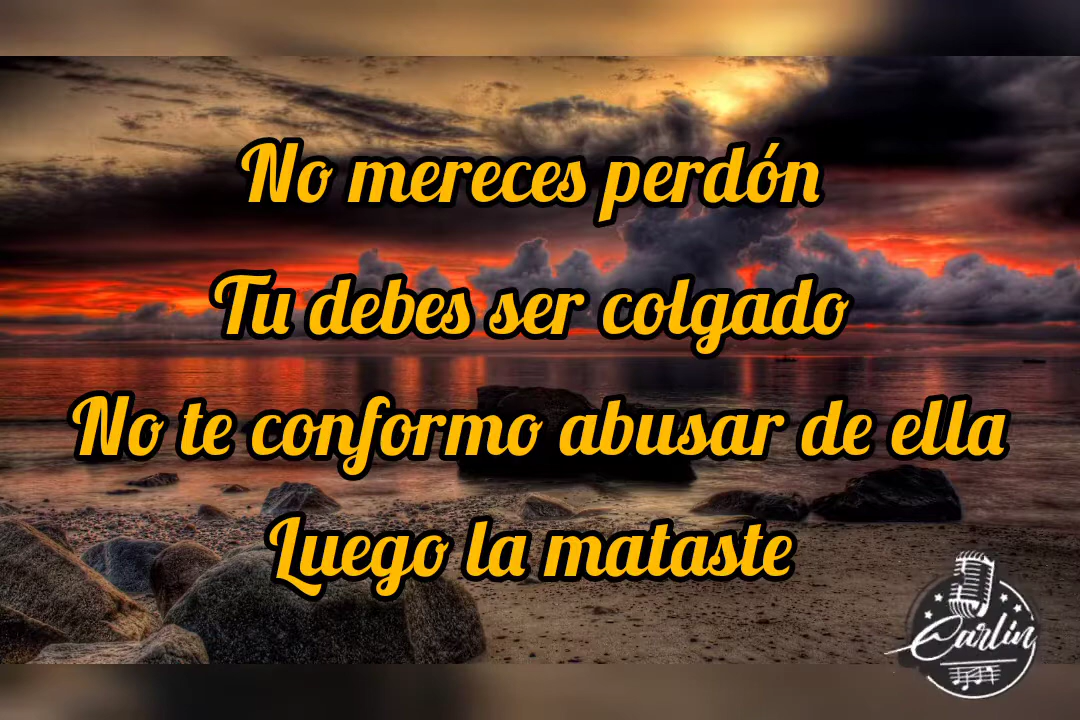 No mereces perdón
Tu debes ser colgado
No te conformo abusar de ella
Luego la mataste
Carlin